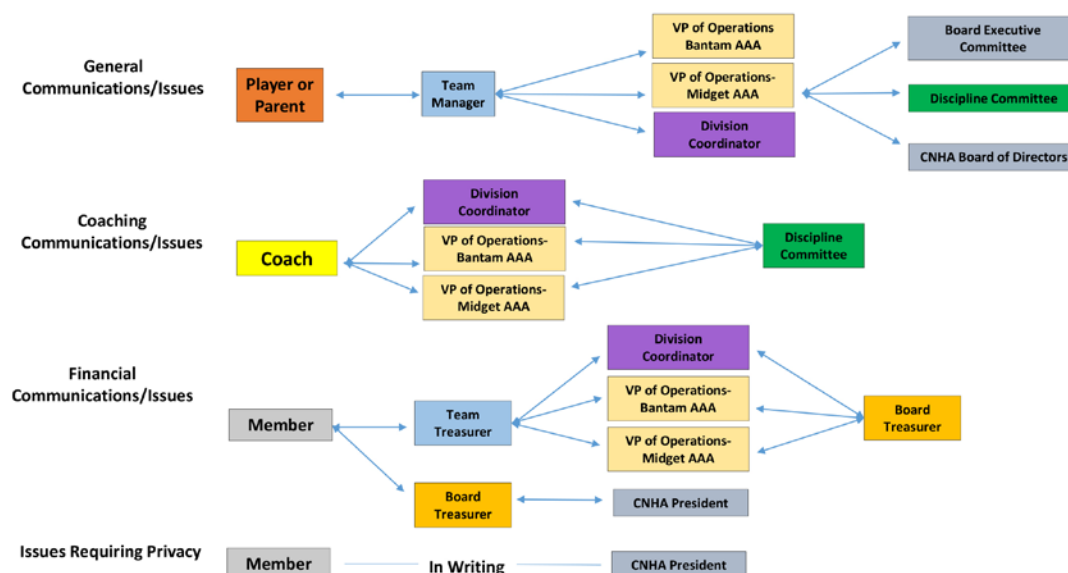 General
Communications/Issues
Player or
Parent
Team
Manager
VP of Operations
Bantam AAA
VP of Operations-
Midget AAA
Division
Coordinator
Board Executive
Committee
Discipline Committee
CNHA Board of Directors
Coaching
Communications/Issues
Coach
Division
Coordinator
VP of Operations-
Bantam AAA
VP of Operations-
Midget AAA
Discipline
Committee
Financial
Communications/Issues
Member
Team
Treasurer
Division
Coordinator
VP of Operations-
Bantam AAA
VP of Operations-
Midget AAA
Board
Treasurer
Board
Treasurer
CNHA President
Issues Requiring Privacy
Member
In Writing
CNHA President